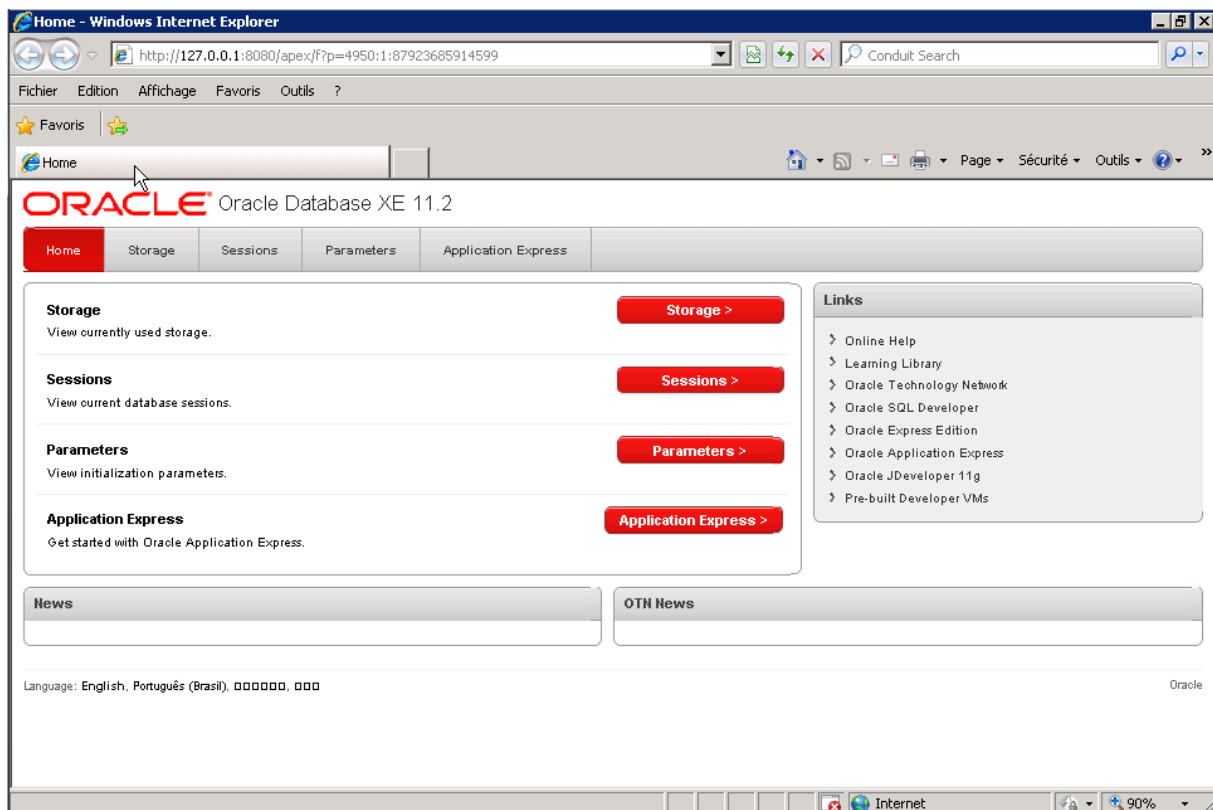 Home - Windows Internet Explorer
http://127.0.0.1:8080/apex/f?p=4950:1:87923685914599
Conduit Search
Fichier Edition Affichage Favoris Outils ?
Favoris
Home
Page Sécurité Outils
ORACLE Oracle Database XE 11.2
Home Storage Sessions Parameters Application Express
Storage
View currently used storage.
Storage >
Sessions
View current database sessions.
Sessions >
Parameters
View initialization parameters.
Parameters >
Application Express
Get started with Oracle Application Express.
Application Express >
Links
Online Help
Learning Library
Oracle Technology Network
Oracle SQL Developer
Oracle Express Edition
Oracle Application Express
Oracle JDeveloper 11g
Pre-built Developer VMs
News
OTN News
Language: English, Português (Brasil), □□□□□□, □□□
Oracle
Internet
90%